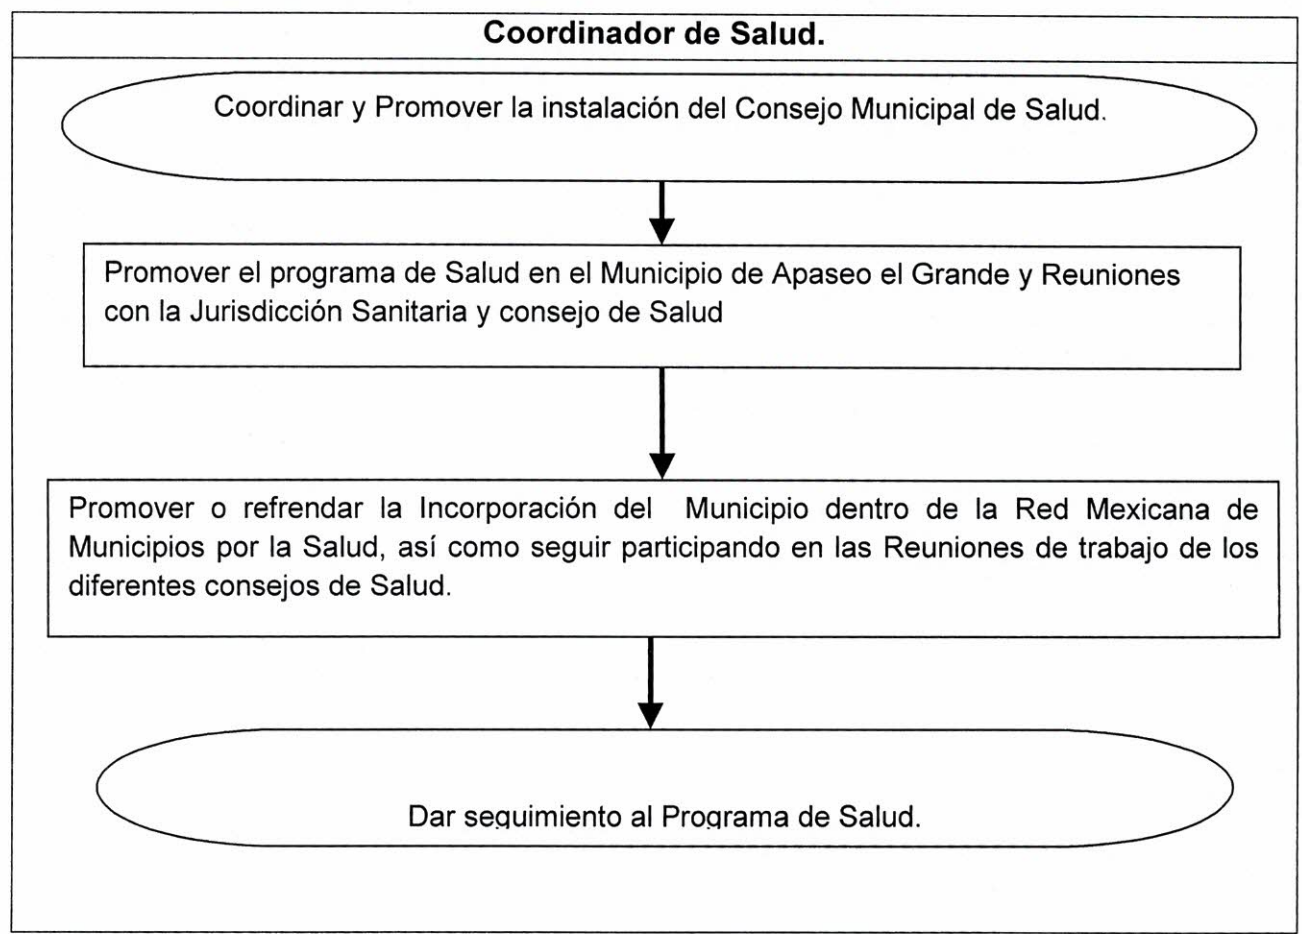 Coordinador de Salud.
Coordinar y Promover la instalación del Consejo Municipal de Salud.
Promover el programa de Salud en el Municipio de Apaseo el Grande y Reuniones
con la Jurisdicción Sanitaria y consejo de Salud
Promover o refrendar la Incorporación del Municipio dentro de la Red Mexicana de
Municipios por la Salud, así como seguir participando en las Reuniones de trabajo de los
diferentes consejos de Salud.
Dar seguimiento al Programa de Salud.